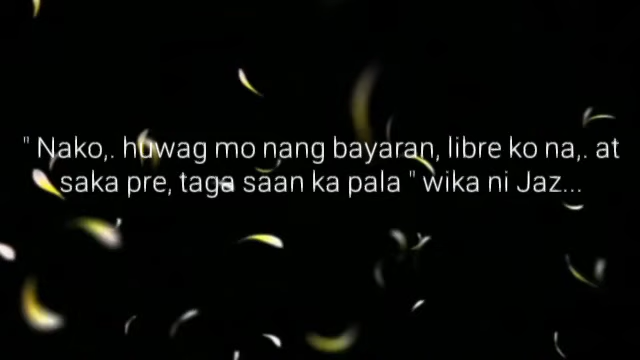 " Nako,. huwag mo nang bayaran, libre ko na,. at
saka pre, taga saan ka pala " wika ni Jaz...